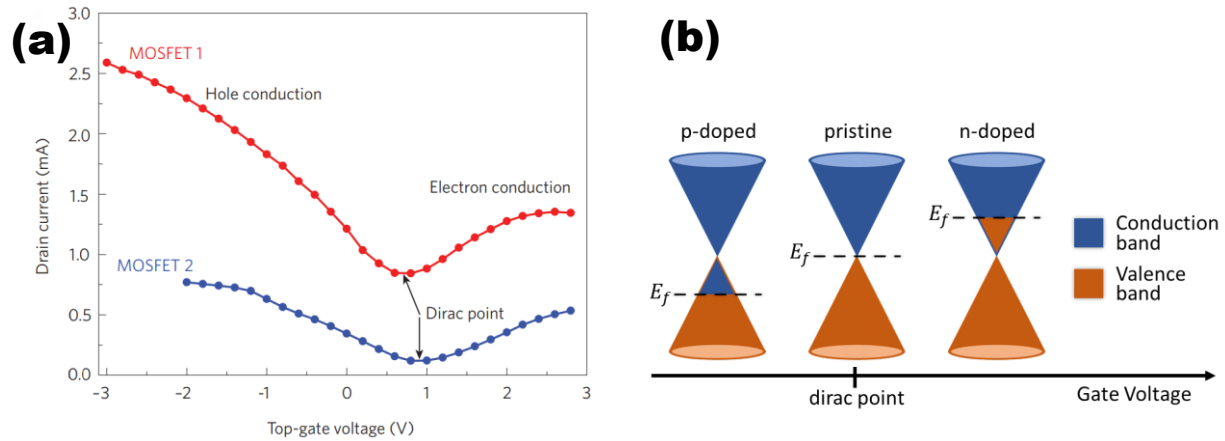 (a)
3.0
2.5
2.0
1.5
1.0
0.5
0.0
Drain current (mA)
MOSFET 1
Hole conduction
Electron conduction
MOSFET 2
Dirac point
−3
−2
−1
0
1
2
3
Top-gate voltage (V)
(b)
p-doped
pristine
n-doped
E_f
E_f
E_f
Conduction
band
Valence
band
dirac point
Gate Voltage